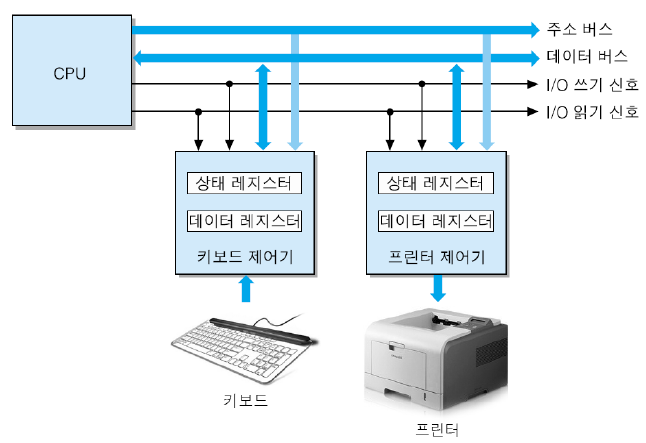 주소 버스
데이터 버스
CPU
I/O 쓰기 신호
I/O 읽기 신호
상태 레지스터
데이터 레지스터
키보드 제어기
상태 레지스터
데이터 레지스터
프린터 제어기
키보드
프린터